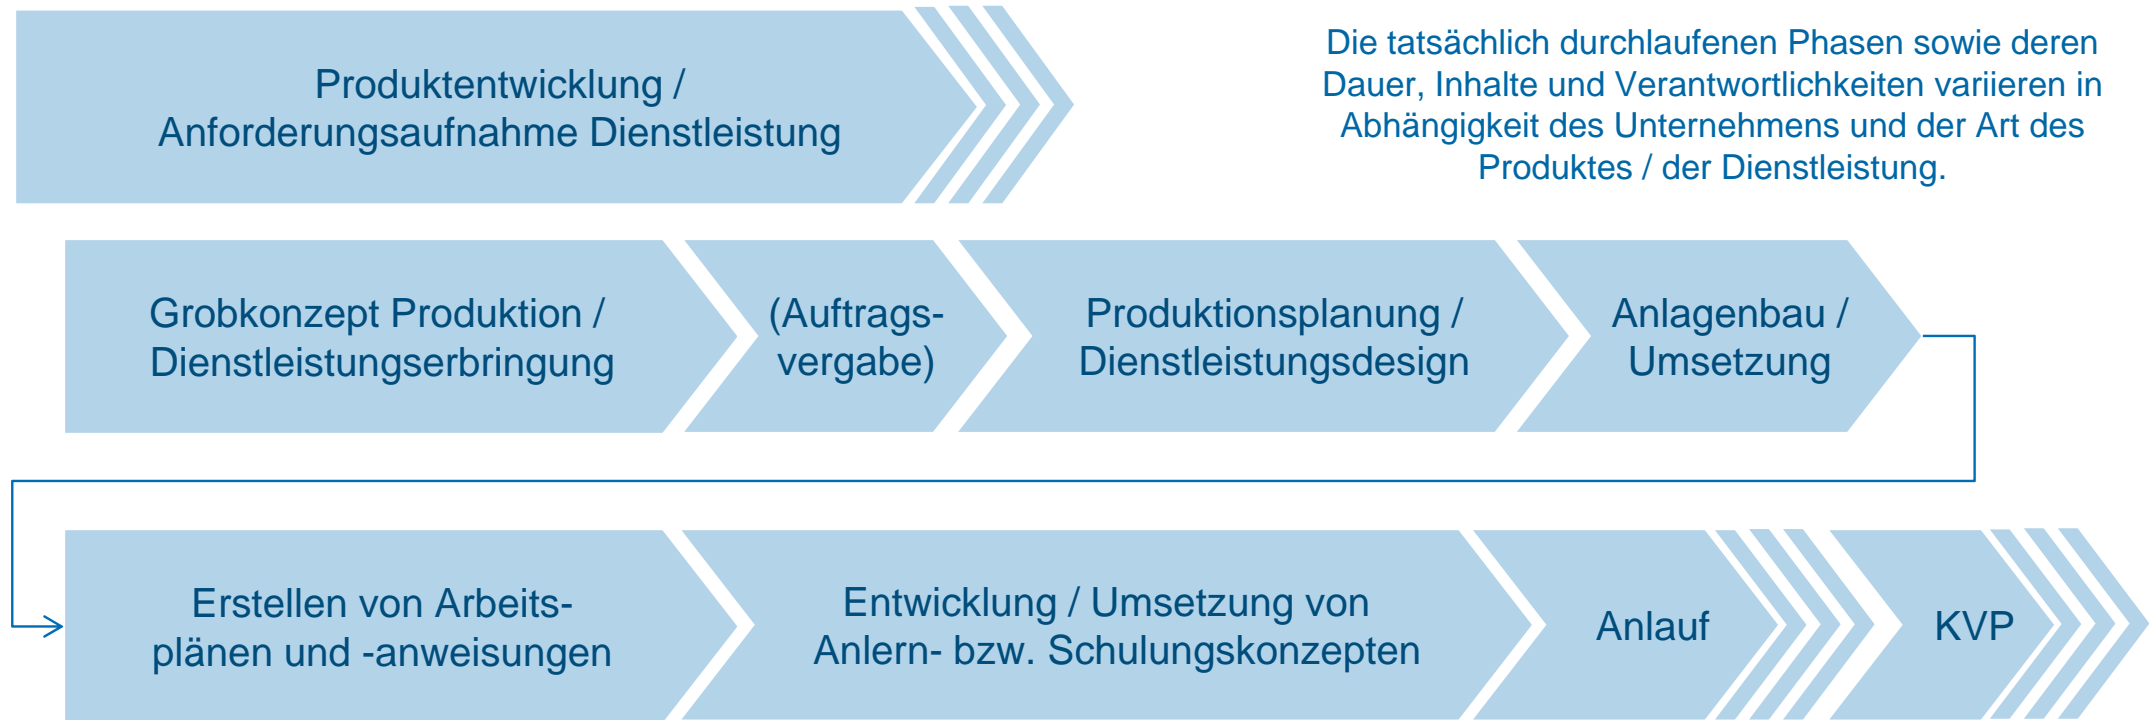 Produktentwicklung /
Anforderungsaufnahme Dienstleistung
Die tatsächlich durchlaufenen Phasen sowie deren
Dauer, Inhalte und Verantwortlichkeiten variieren in
Abhängigkeit des Unternehmens und der Art des
Produktes / der Dienstleistung.
Grobkonzept Produktion /
Dienstleistungserbringung
(Auftrags-
vergabe)
Produktionsplanung /
Dienstleistungsdesign
Anlagenbau /
Umsetzung
Erstellen von Arbeits-
plänen und -anweisungen
Entwicklung / Umsetzung von
Anlern- bzw. Schulungskonzepten
Anlauf
KVP